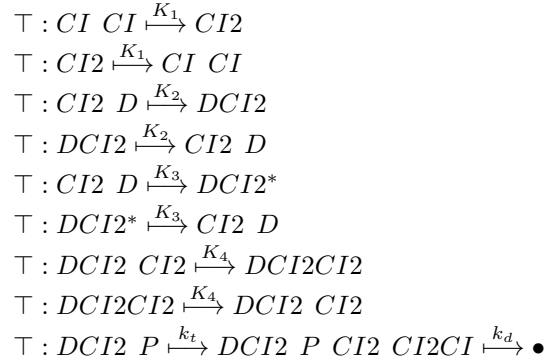 ⊤ : CI CI ⟼^{K_1} CI2
⊤ : CI2 ⟼^{K_1} CI CI
⊤ : CI2 D ⟼^{K_2} DCI2
⊤ : DCI2 ⟼^{K_2} CI2 D
⊤ : CI2 D ⟼^{K_3} DCI2*
⊤ : DCI2* ⟼^{K_3} CI2 D
⊤ : DCI2 CI2 ⟼^{K_4} DCI2CI2
⊤ : DCI2CI2 ⟼^{K_4} DCI2 CI2
⊤ : DCI2 P ⟼^{k_t} DCI2 P CI2 CI2CI ⟼^{k_d} •